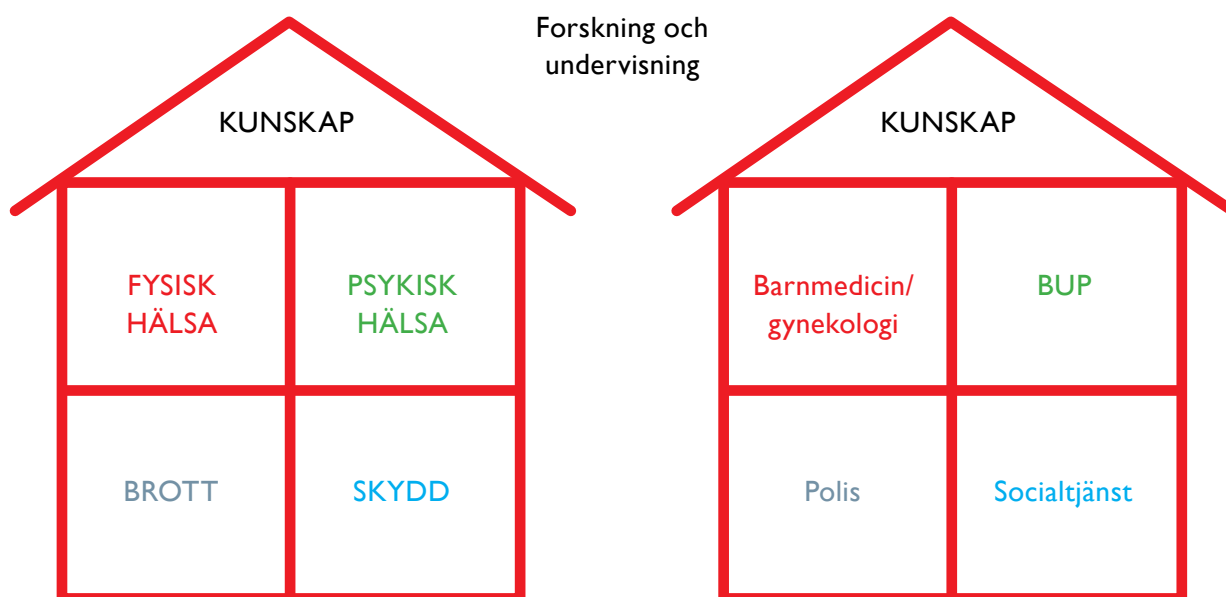 Forskning och
undervisning
KUNSKAP
FYSISK
HÄLSA
PSYKISK
HÄLSA
BROTT
SKYDD
KUNSKAP
Barnmedicin/
gynekologi
BUP
Polis
Socialtjänst